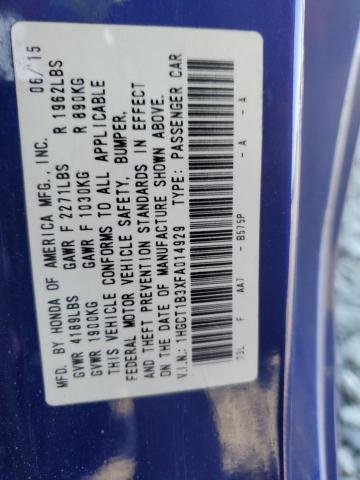 MFD. BY HONDA OF AMERICA MFG., INC. 06/'15
GVWR 4189LBS GAWR F 2271LBS R 1962LBS
GVWR 1900KG GAWR F 1030KG R 890KG
THIS VEHICLE CONFORMS TO ALL APPLICABLE
FEDERAL MOTOR VEHICLE SAFETY, BUMPER,
AND THEFT PREVENTION STANDARDS IN EFFECT
ON THE DATE OF MANUFACTURE SHOWN ABOVE.
V.I.N.: 1HGCT1B3XFA014929 TYPE: PASSENGER CAR
T3L F AA7 - B575P - A - A